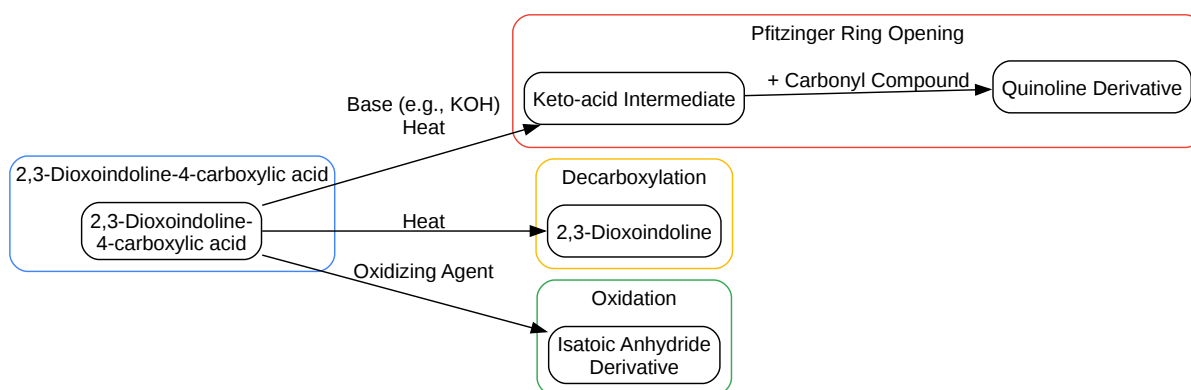 Pfitzinger Ring Opening
Keto-acid Intermediate
+ Carbonyl Compound
Quinoline Derivative
Base (e.g., KOH)
Heat
2,3-Dioxoindoline-4-carboxylic acid
2,3-Dioxoindoline-
4-carboxylic acid
Heat
Decarboxylation
2,3-Dioxoindoline
Oxidizing Agent
Oxidation
Isatoic Anhydride
Derivative